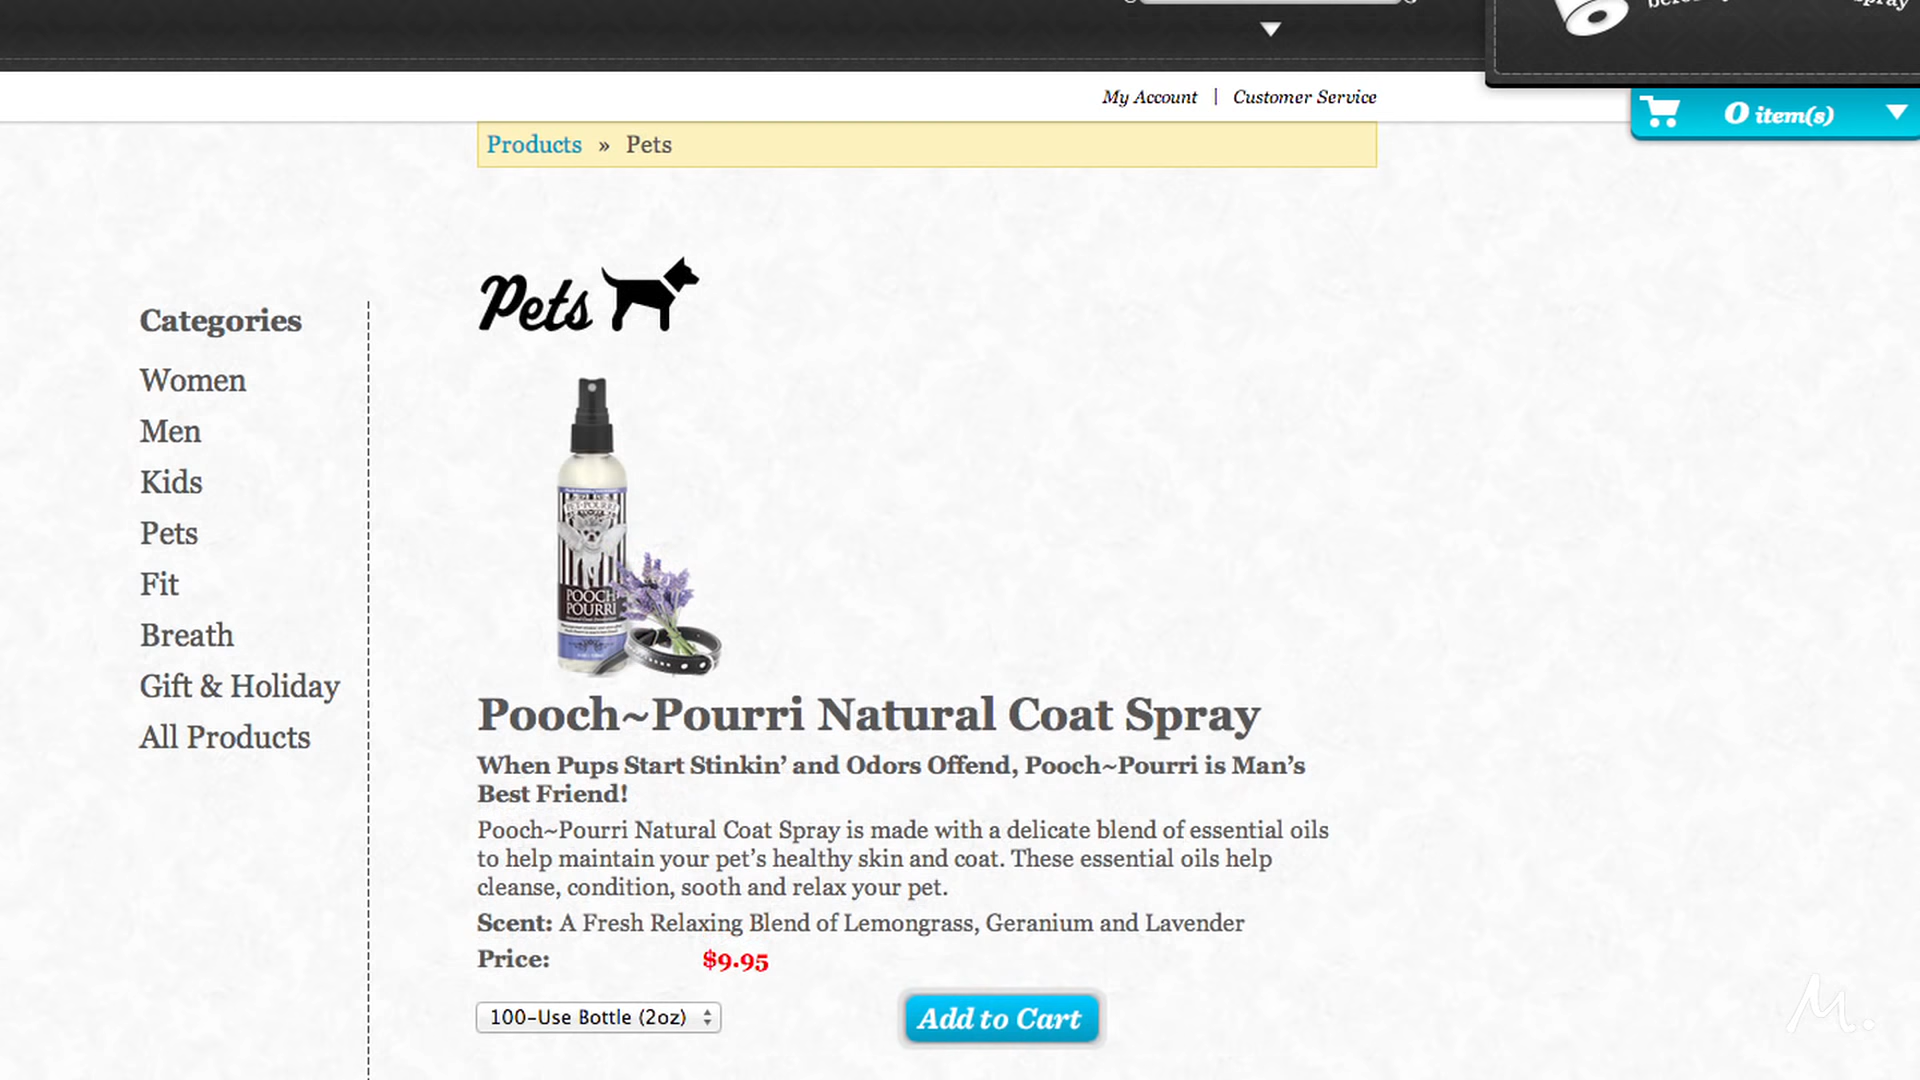 spray
My Account | Customer Service
0 item(s)
Products » Pets
Pets
Categories
Women
Men
Kids
Pets
Fit
Breath
Gift & Holiday
All Products
PET~POURRI
POOCH
POURRI
Pooch~Pourri Natural Coat Spray
When Pups Start Stinkin’ and Odors Offend, Pooch~Pourri is Man’s
Best Friend!
Pooch~Pourri Natural Coat Spray is made with a delicate blend of essential oils
to help maintain your pet’s healthy skin and coat. These essential oils help
cleanse, condition, sooth and relax your pet.
Scent: A Fresh Relaxing Blend of Lemongrass, Geranium and Lavender
Price: $9.95
100-Use Bottle (2oz)
Add to Cart
M.